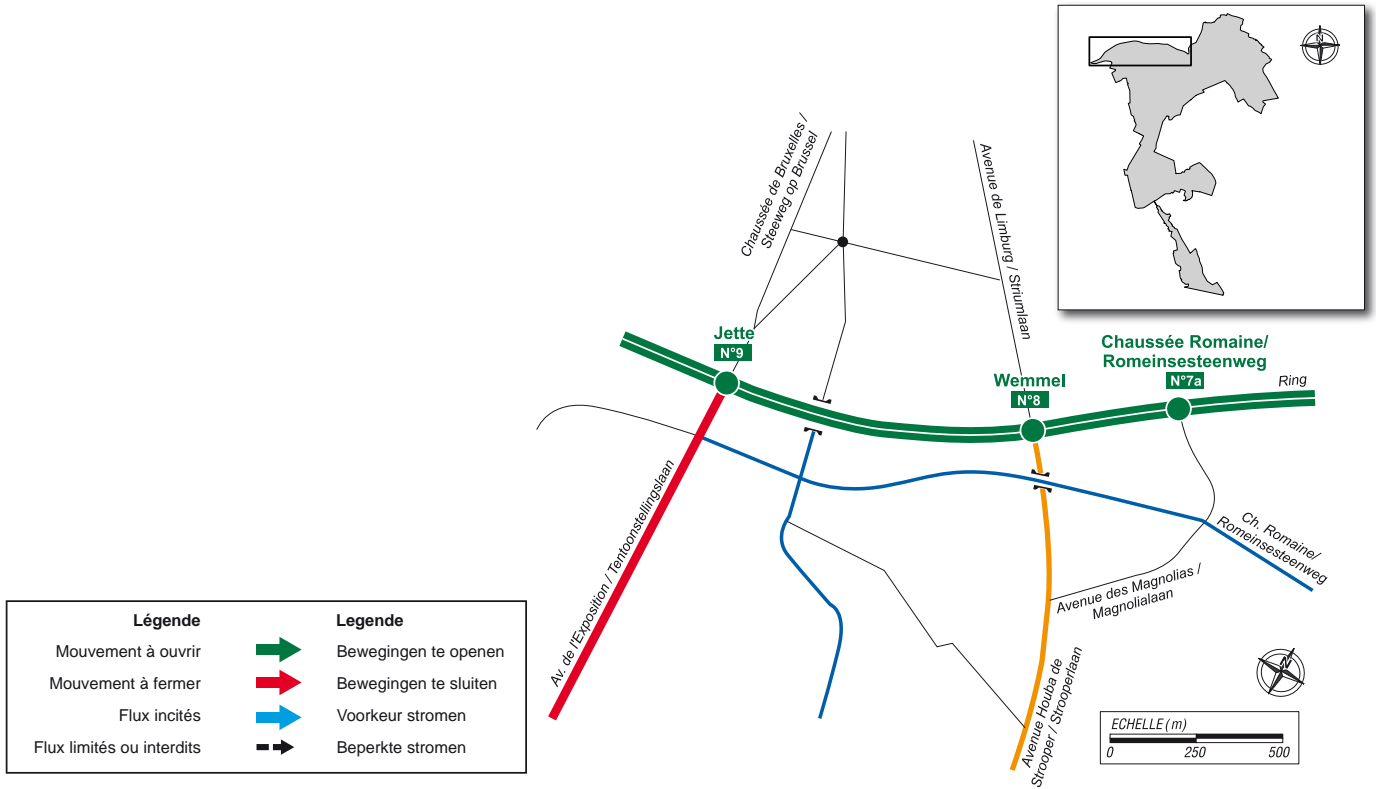 N
Chaussée de Bruxelles /
Steeweg op Brussel
Avenue de Limburg / Striumlaan
Jette
N°9
Wemmel
N°8
Chaussée Romaine/
Romeinsesteenweg
N°7a
Ring
Av. de l'Exposition / Tentoonstellingslaan
Ch. Romaine/
Romeinsesteenweg
Avenue des Magnolias /
Magnolialaan
Avenue Houba de
Strooper / Strooperlaan
Légende Legende
Mouvement à ouvrir Bewegingen te openen
Mouvement à fermer Bewegingen te sluiten
Flux incités Voorkeur stromen
Flux limités ou interdits Beperkte stromen
N
ECHELLE (m)
0 250 500